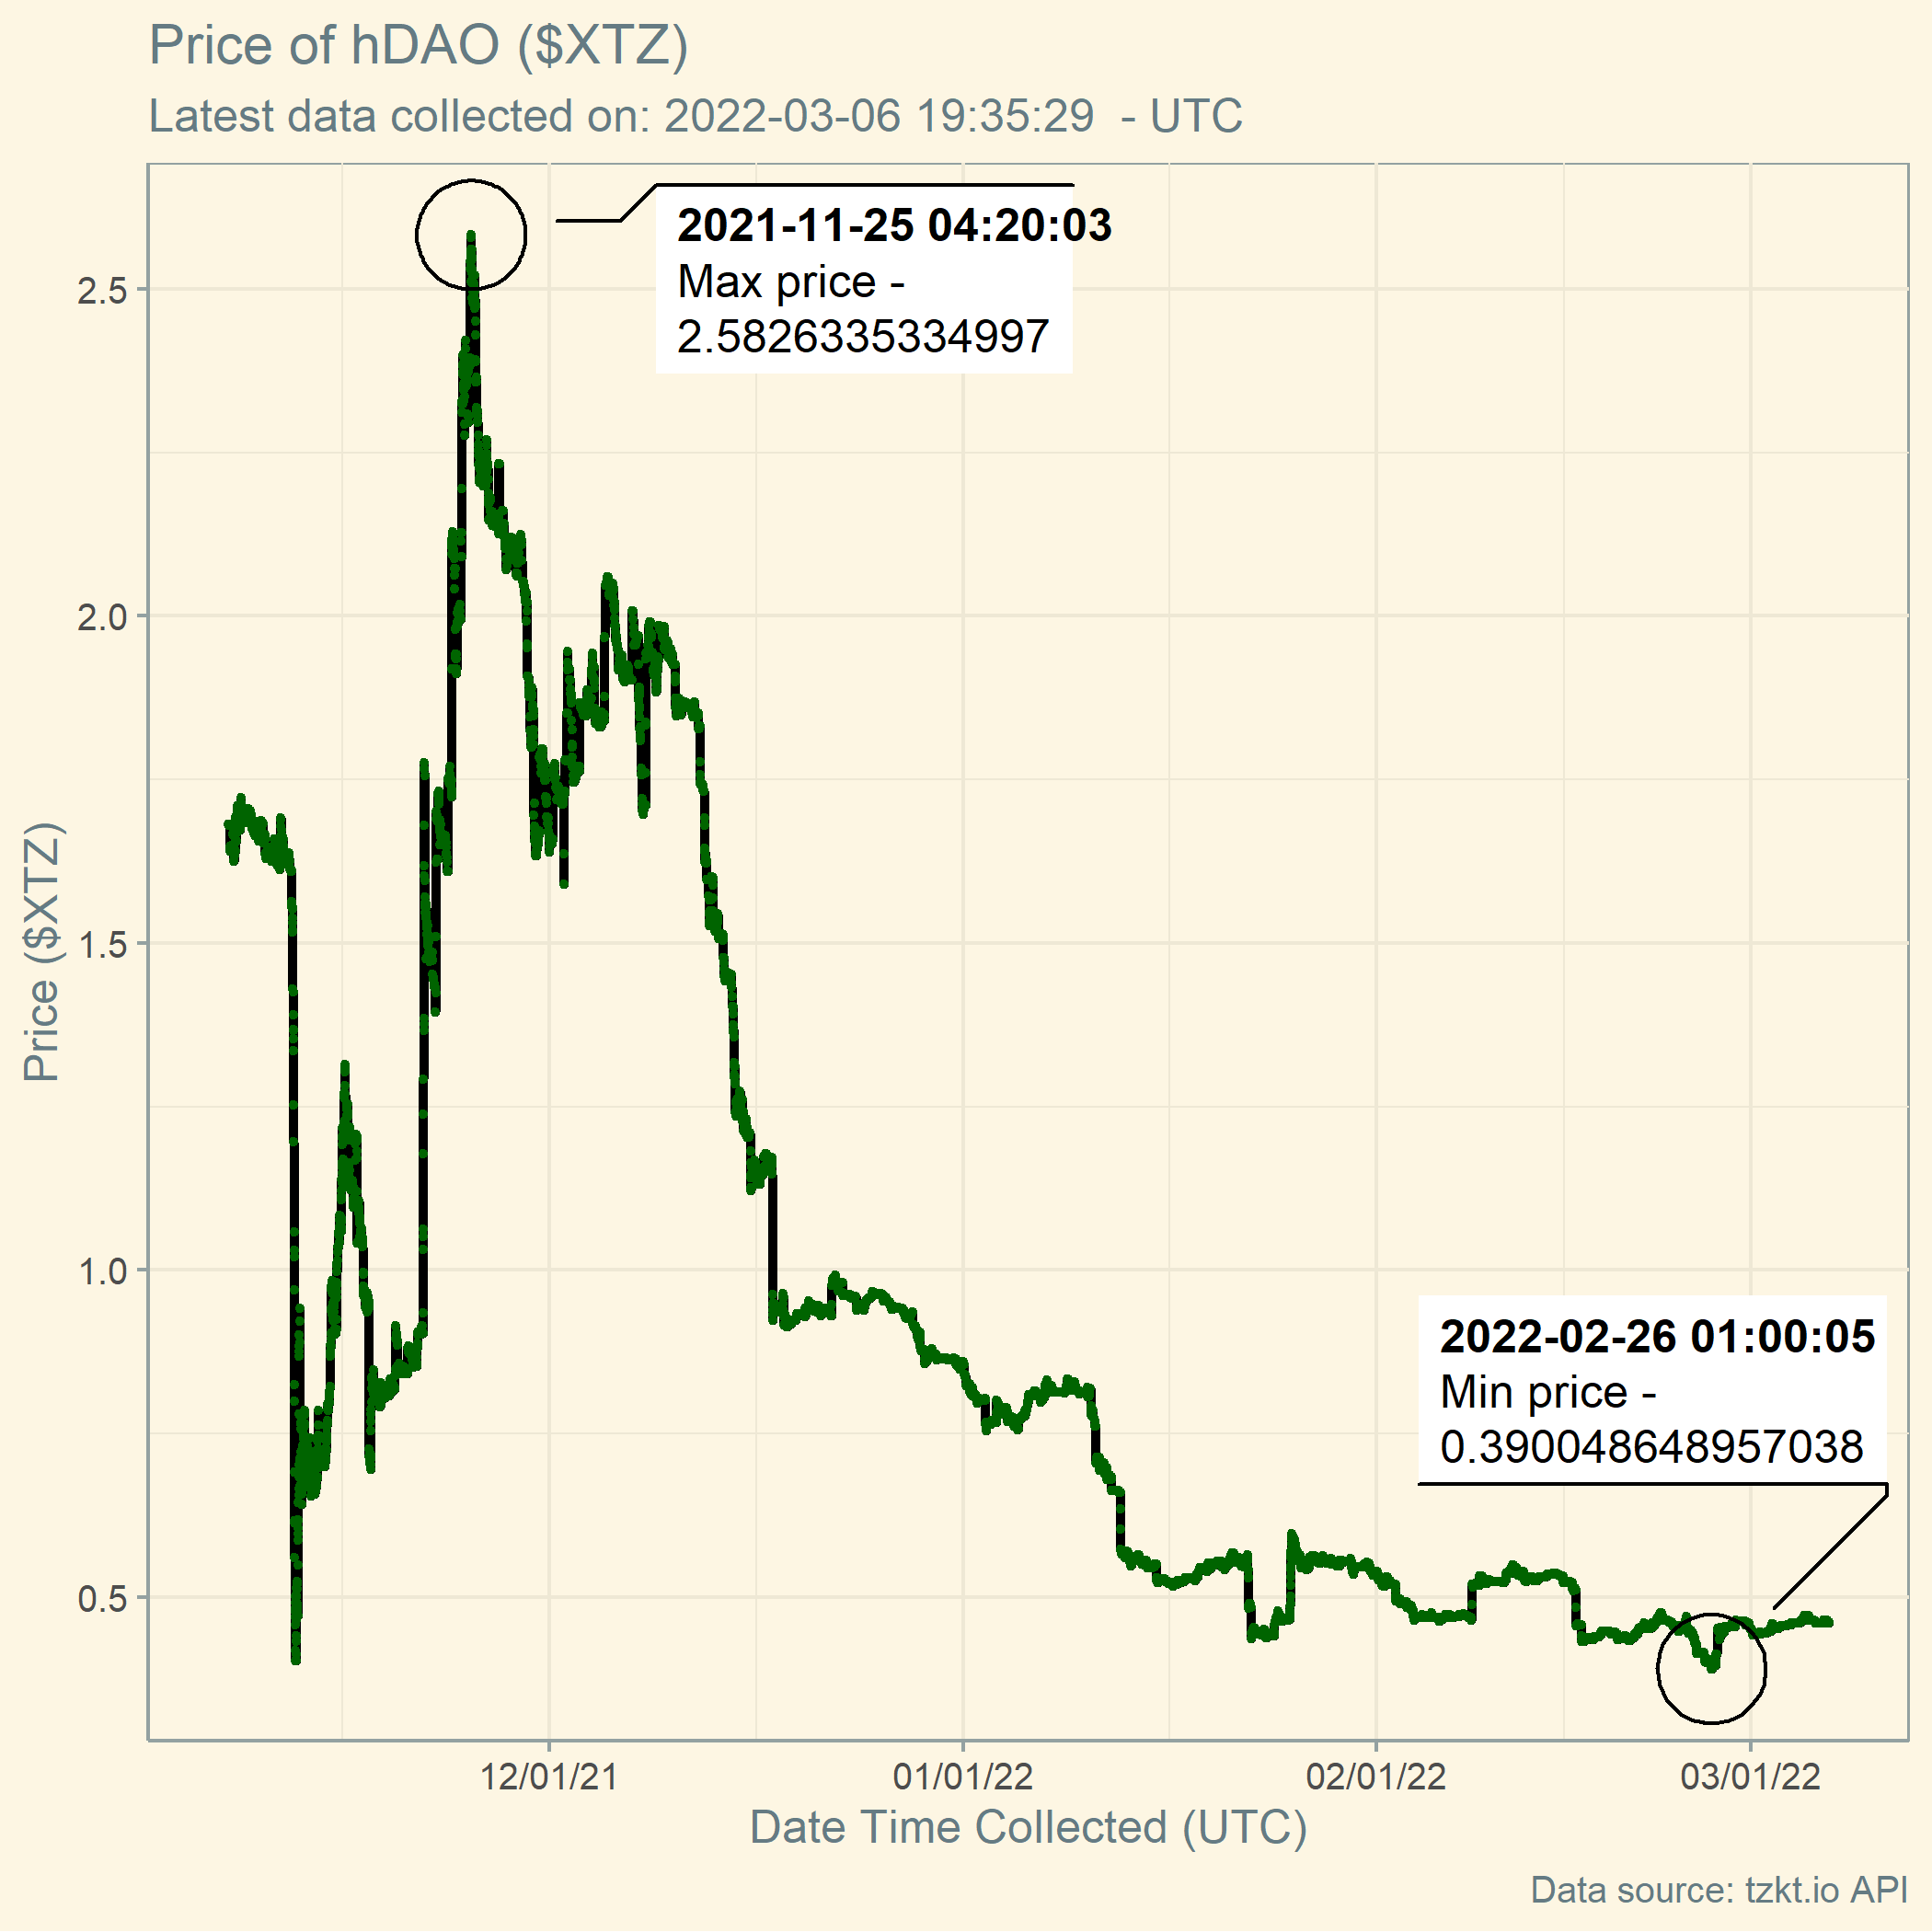 Price of hDAO ($XTZ)
Latest data collected on: 2022-03-06 19:35:29 - UTC
2021-11-25 04:20:03
Max price -
2.5826335334997
2.5
2.0
1.5
1.0
0.5
Price ($XTZ)
2022-02-26 01:00:05
Min price -
0.390048648957038
12/01/21 01/01/22 02/01/22 03/01/22
Date Time Collected (UTC)
Data source: tzkt.io API